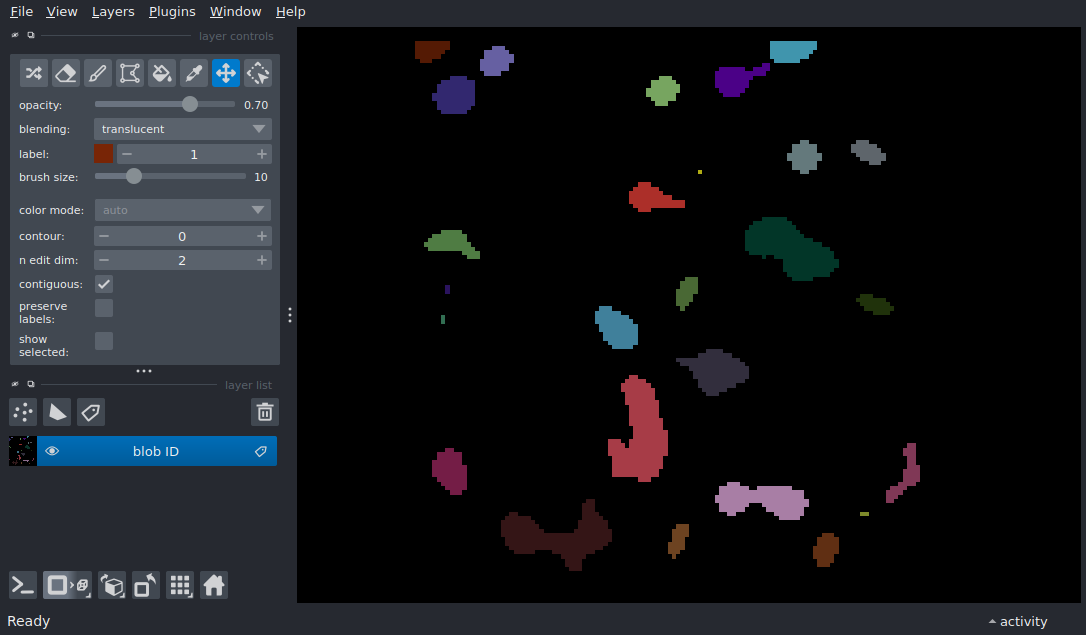 File View Layers Plugins Window Help
layer controls
opacity: 0.70
blending: translucent
label: 1
brush size: 10
color mode: auto
contour: 0
n edit dim: 2
contiguous:
preserve
labels:
show
selected:
layer list
blob ID
Ready
activity